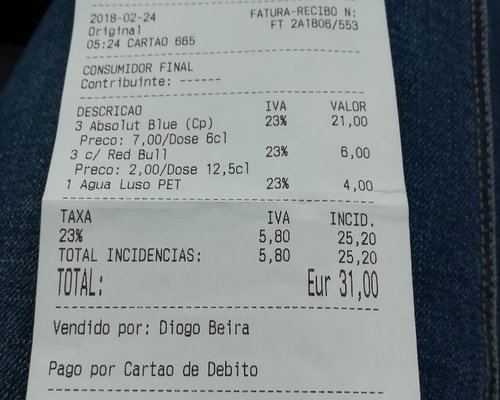 2018-02-24 FATURA-RECIBO N:
Original FT 2A1806/553
05:24 CARTAO 665
CONSUMIDOR FINAL
Contribuinte: ------
DESCRICAO IVA VALOR
3 Absolut Blue (Cp) 23% 21,00
Preco: 7,00/Dose 6cl
3 c/ Red Bull 23% 6,00
Preco: 2,00/Dose 12,5cl
1 Agua Luso PET 23% 4,00
TAXA IVA INCID.
23% 5,80 25,20
TOTAL INCIDENCIAS: 5,80 25,20
TOTAL: Eur 31,00
Vendido por: Diogo Beira
Pago por Cartao de Debito